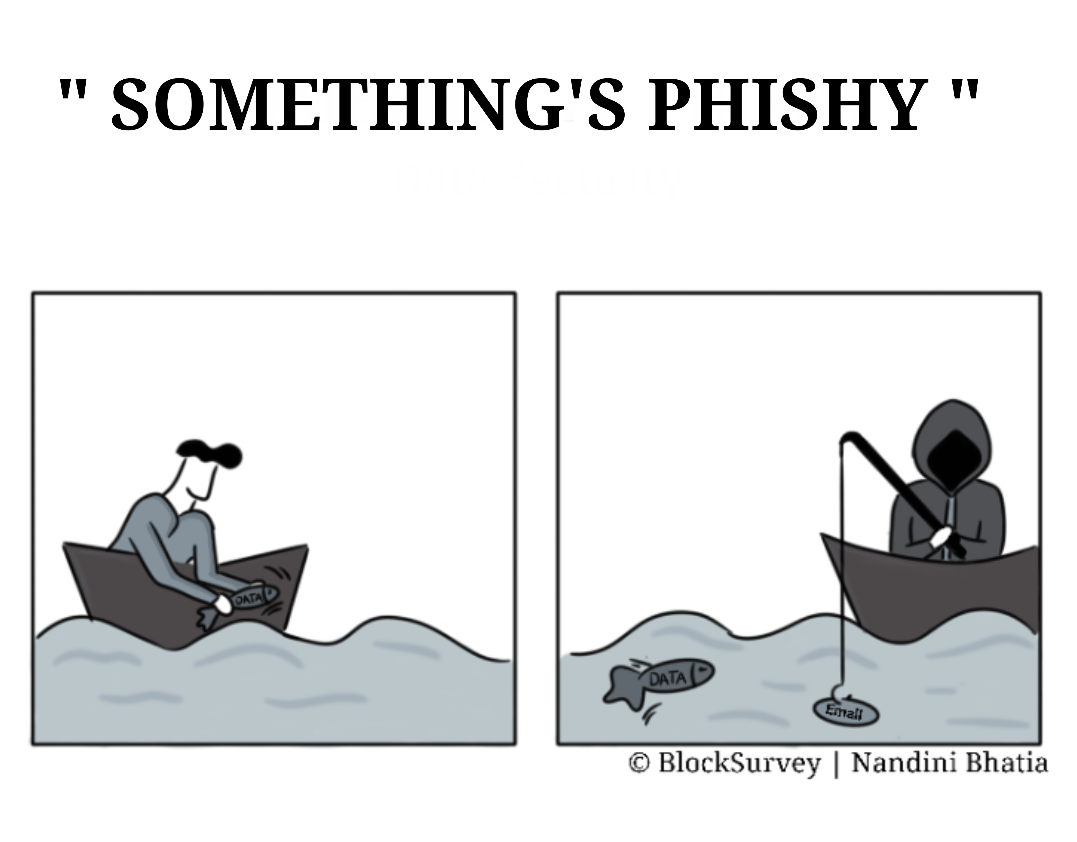 " SOMETHING'S PHISHY "
DATA
DATA
Email
© BlockSurvey | Nandini Bhatia